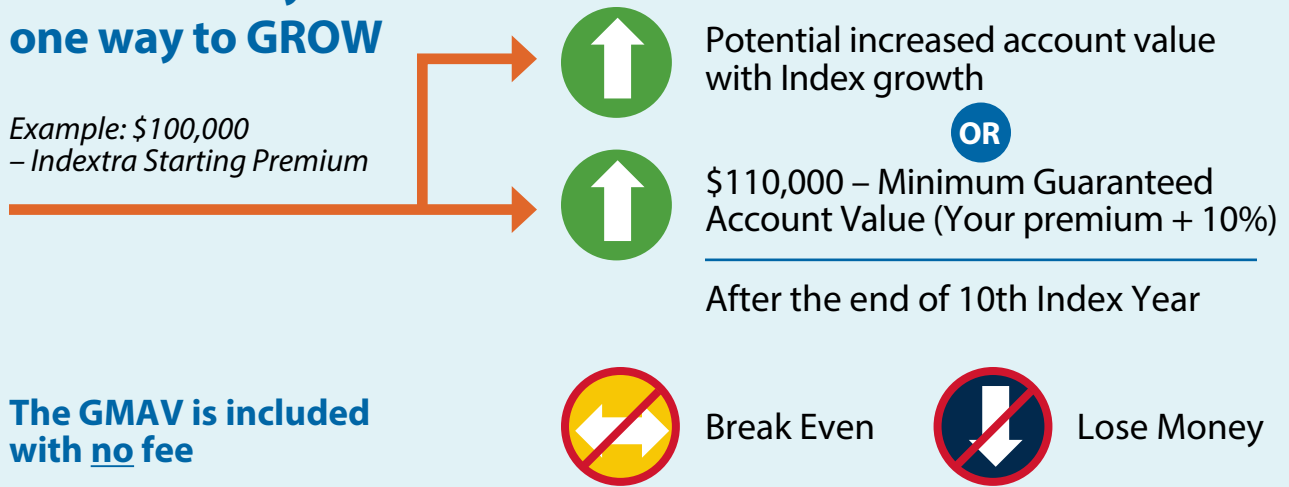 one way to GROW
Example: $100,000
– Indextra Starting Premium
Potential increased account value
with Index growth
OR
$110,000 – Minimum Guaranteed
Account Value (Your premium + 10%)
After the end of 10th Index Year
The GMAV is included
with no fee
Break Even
Lose Money